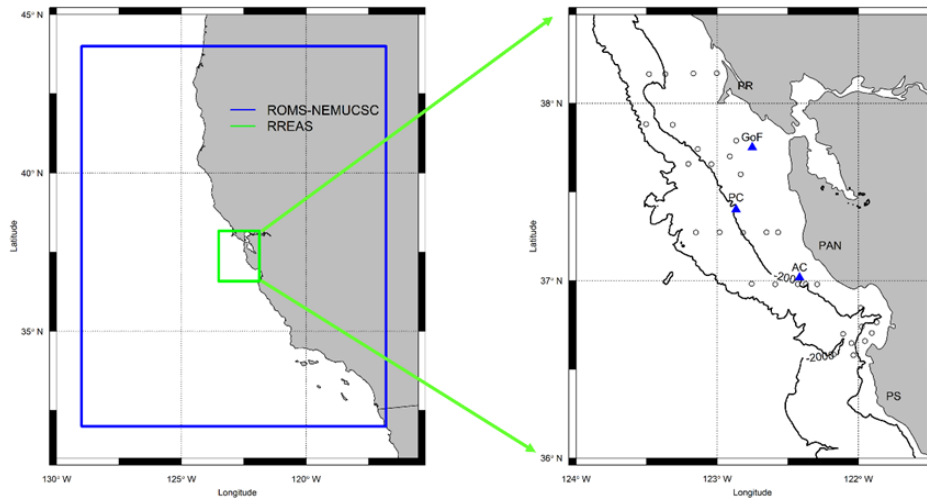 45° N
40° N
35° N
130° W
125° W
120° W
Latitude
Longitude
ROMS-NEMUCSC
RREAS
38° N
37° N
36° N
124° W
123° W
122° W
Latitude
Longitude
PR
GoF
PC
PAN
AC
-200
-2000
PS